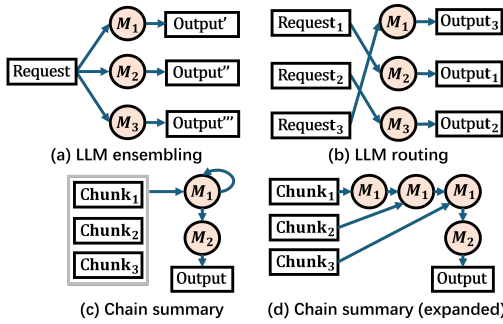 Request
M₁
Output'
M₂
Output''
M₃
Output'''
(a) LLM ensembling
Request₁
M₁
Output₃
Request₂
M₂
Output₁
Request₃
M₃
Output₂
(b) LLM routing
Chunk₁
M₁
Chunk₂
M₂
Chunk₃
Output
(c) Chain summary
Chunk₁
M₁
M₁
M₁
Chunk₂
M₂
Chunk₃
Output
(d) Chain summary (expanded)